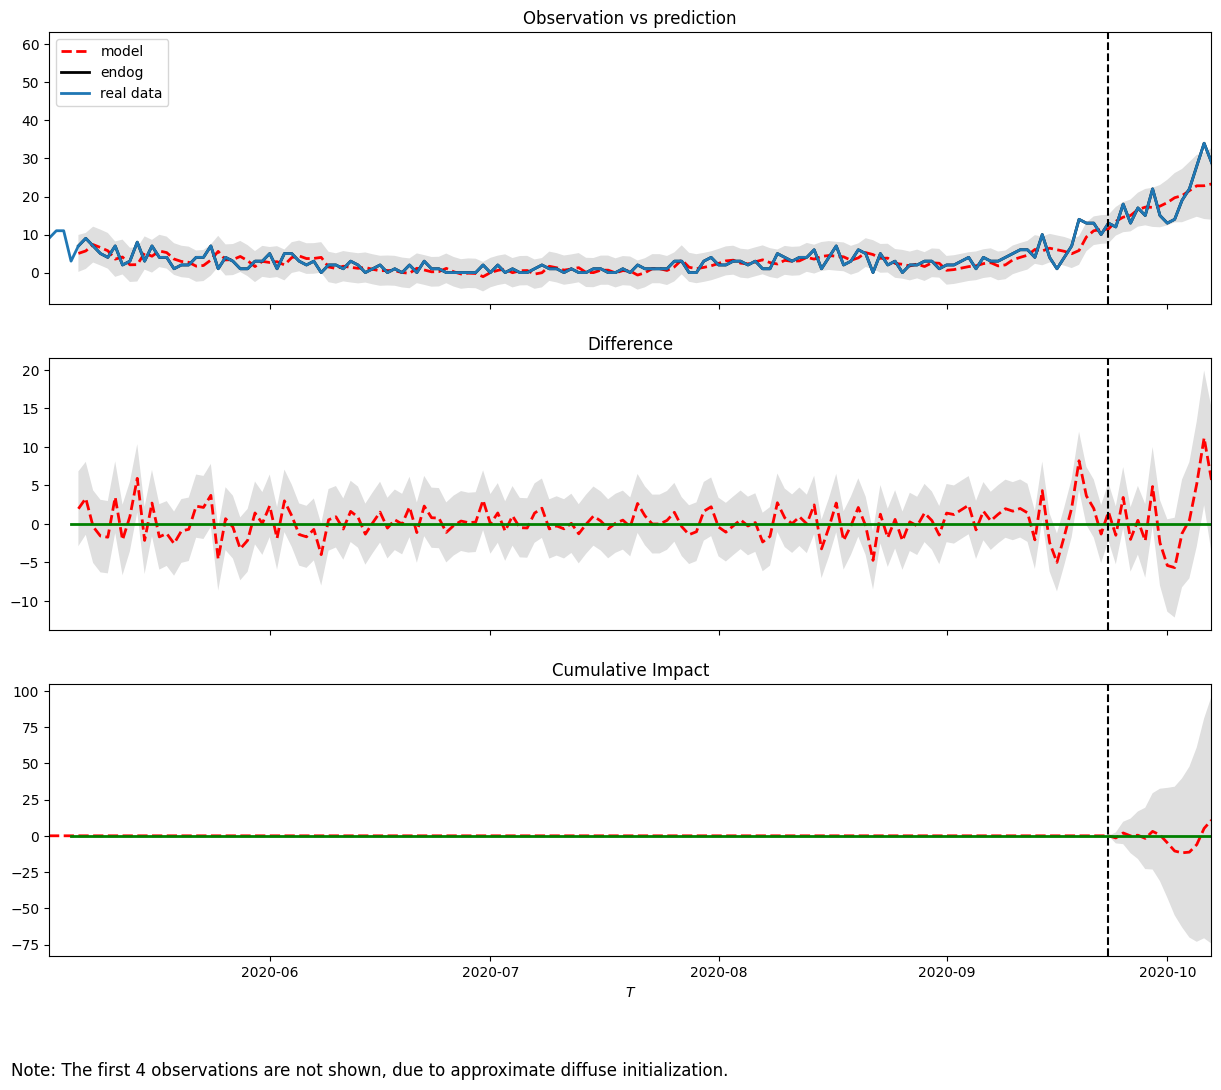 Observation vs prediction
60
50
40
30
20
10
0
model
endog
real data
Difference
20
15
10
5
0
−5
−10
Cumulative Impact
100
75
50
25
0
−25
−50
−75
2020-06 2020-07 2020-08 2020-09 2020-10
T
Note: The first 4 observations are not shown, due to approximate diffuse initialization.